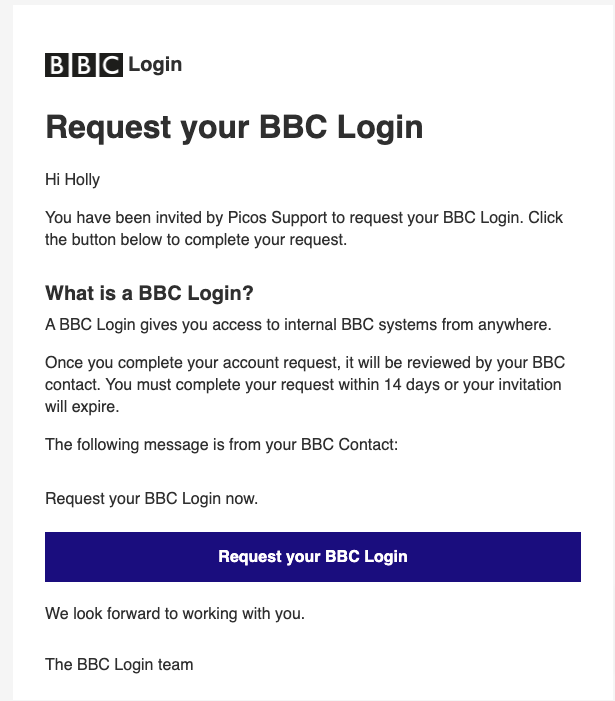 BBC Login
Request your BBC Login
Hi Holly
You have been invited by Picos Support to request your BBC Login. Click
the button below to complete your request.
What is a BBC Login?
A BBC Login gives you access to internal BBC systems from anywhere.
Once you complete your account request, it will be reviewed by your BBC
contact. You must complete your request within 14 days or your invitation
will expire.
The following message is from your BBC Contact:
Request your BBC Login now.
Request your BBC Login
We look forward to working with you.
The BBC Login team